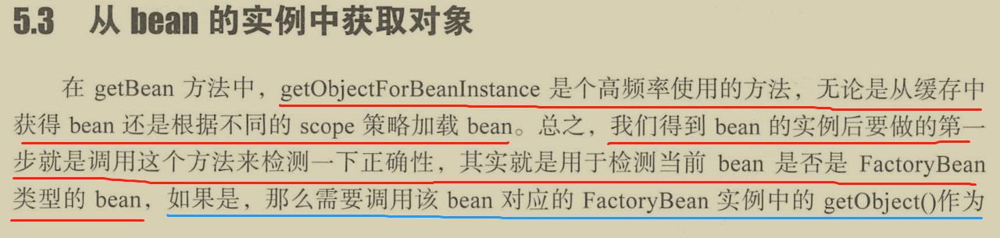 5.3 从 bean 的实例中获取对象
在 getBean 方法中，getObjectForBeanInstance 是个高频率使用的方法，无论是从缓存中
获得 bean 还是根据不同的 scope 策略加载 bean。总之，我们得到 bean 的实例后要做的第一
步就是调用这个方法来检测一下正确性，其实就是用于检测当前 bean 是否是 FactoryBean
类型的 bean，如果是，那么需要调用该 bean 对应的 FactoryBean 实例中的 getObject()作为